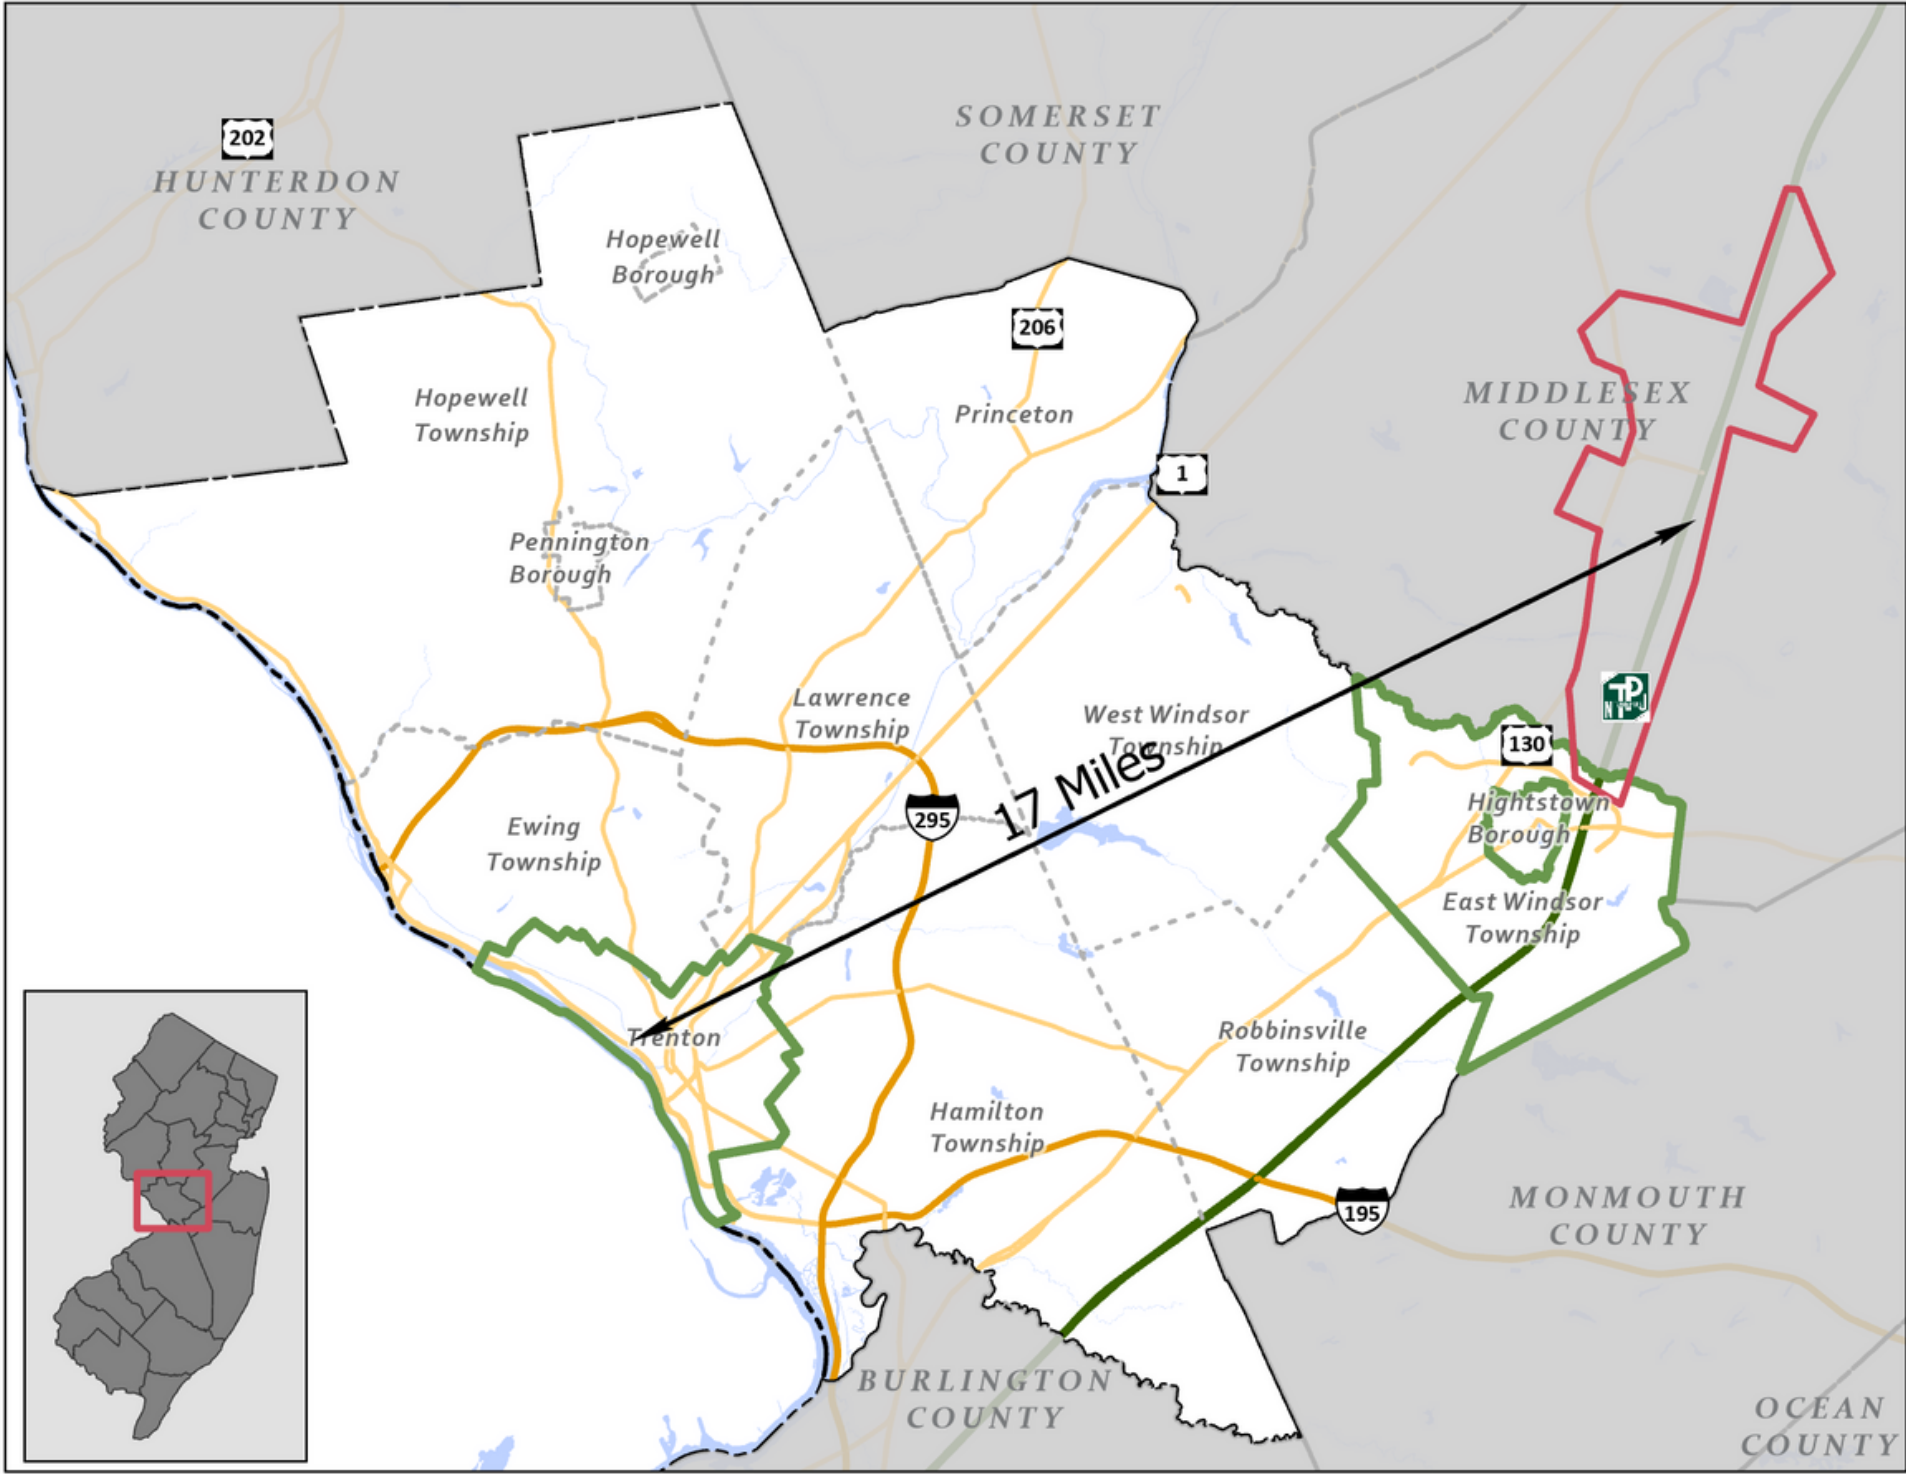 SOMERSET
COUNTY
202
HUNTERDON
COUNTY
Hopewell
Borough
206
Hopewell
Township
Princeton
MIDDLESEX
COUNTY
1
Pennington
Borough
Lawrence
Township
West Windsor
Township
NTPJ
130
17 Miles
295
Hightstown
Borough
Ewing
Township
East Windsor
Township
Trenton
Robbinsville
Township
Hamilton
Township
195
MONMOUTH
COUNTY
BURLINGTON
COUNTY
OCEAN
COUNTY